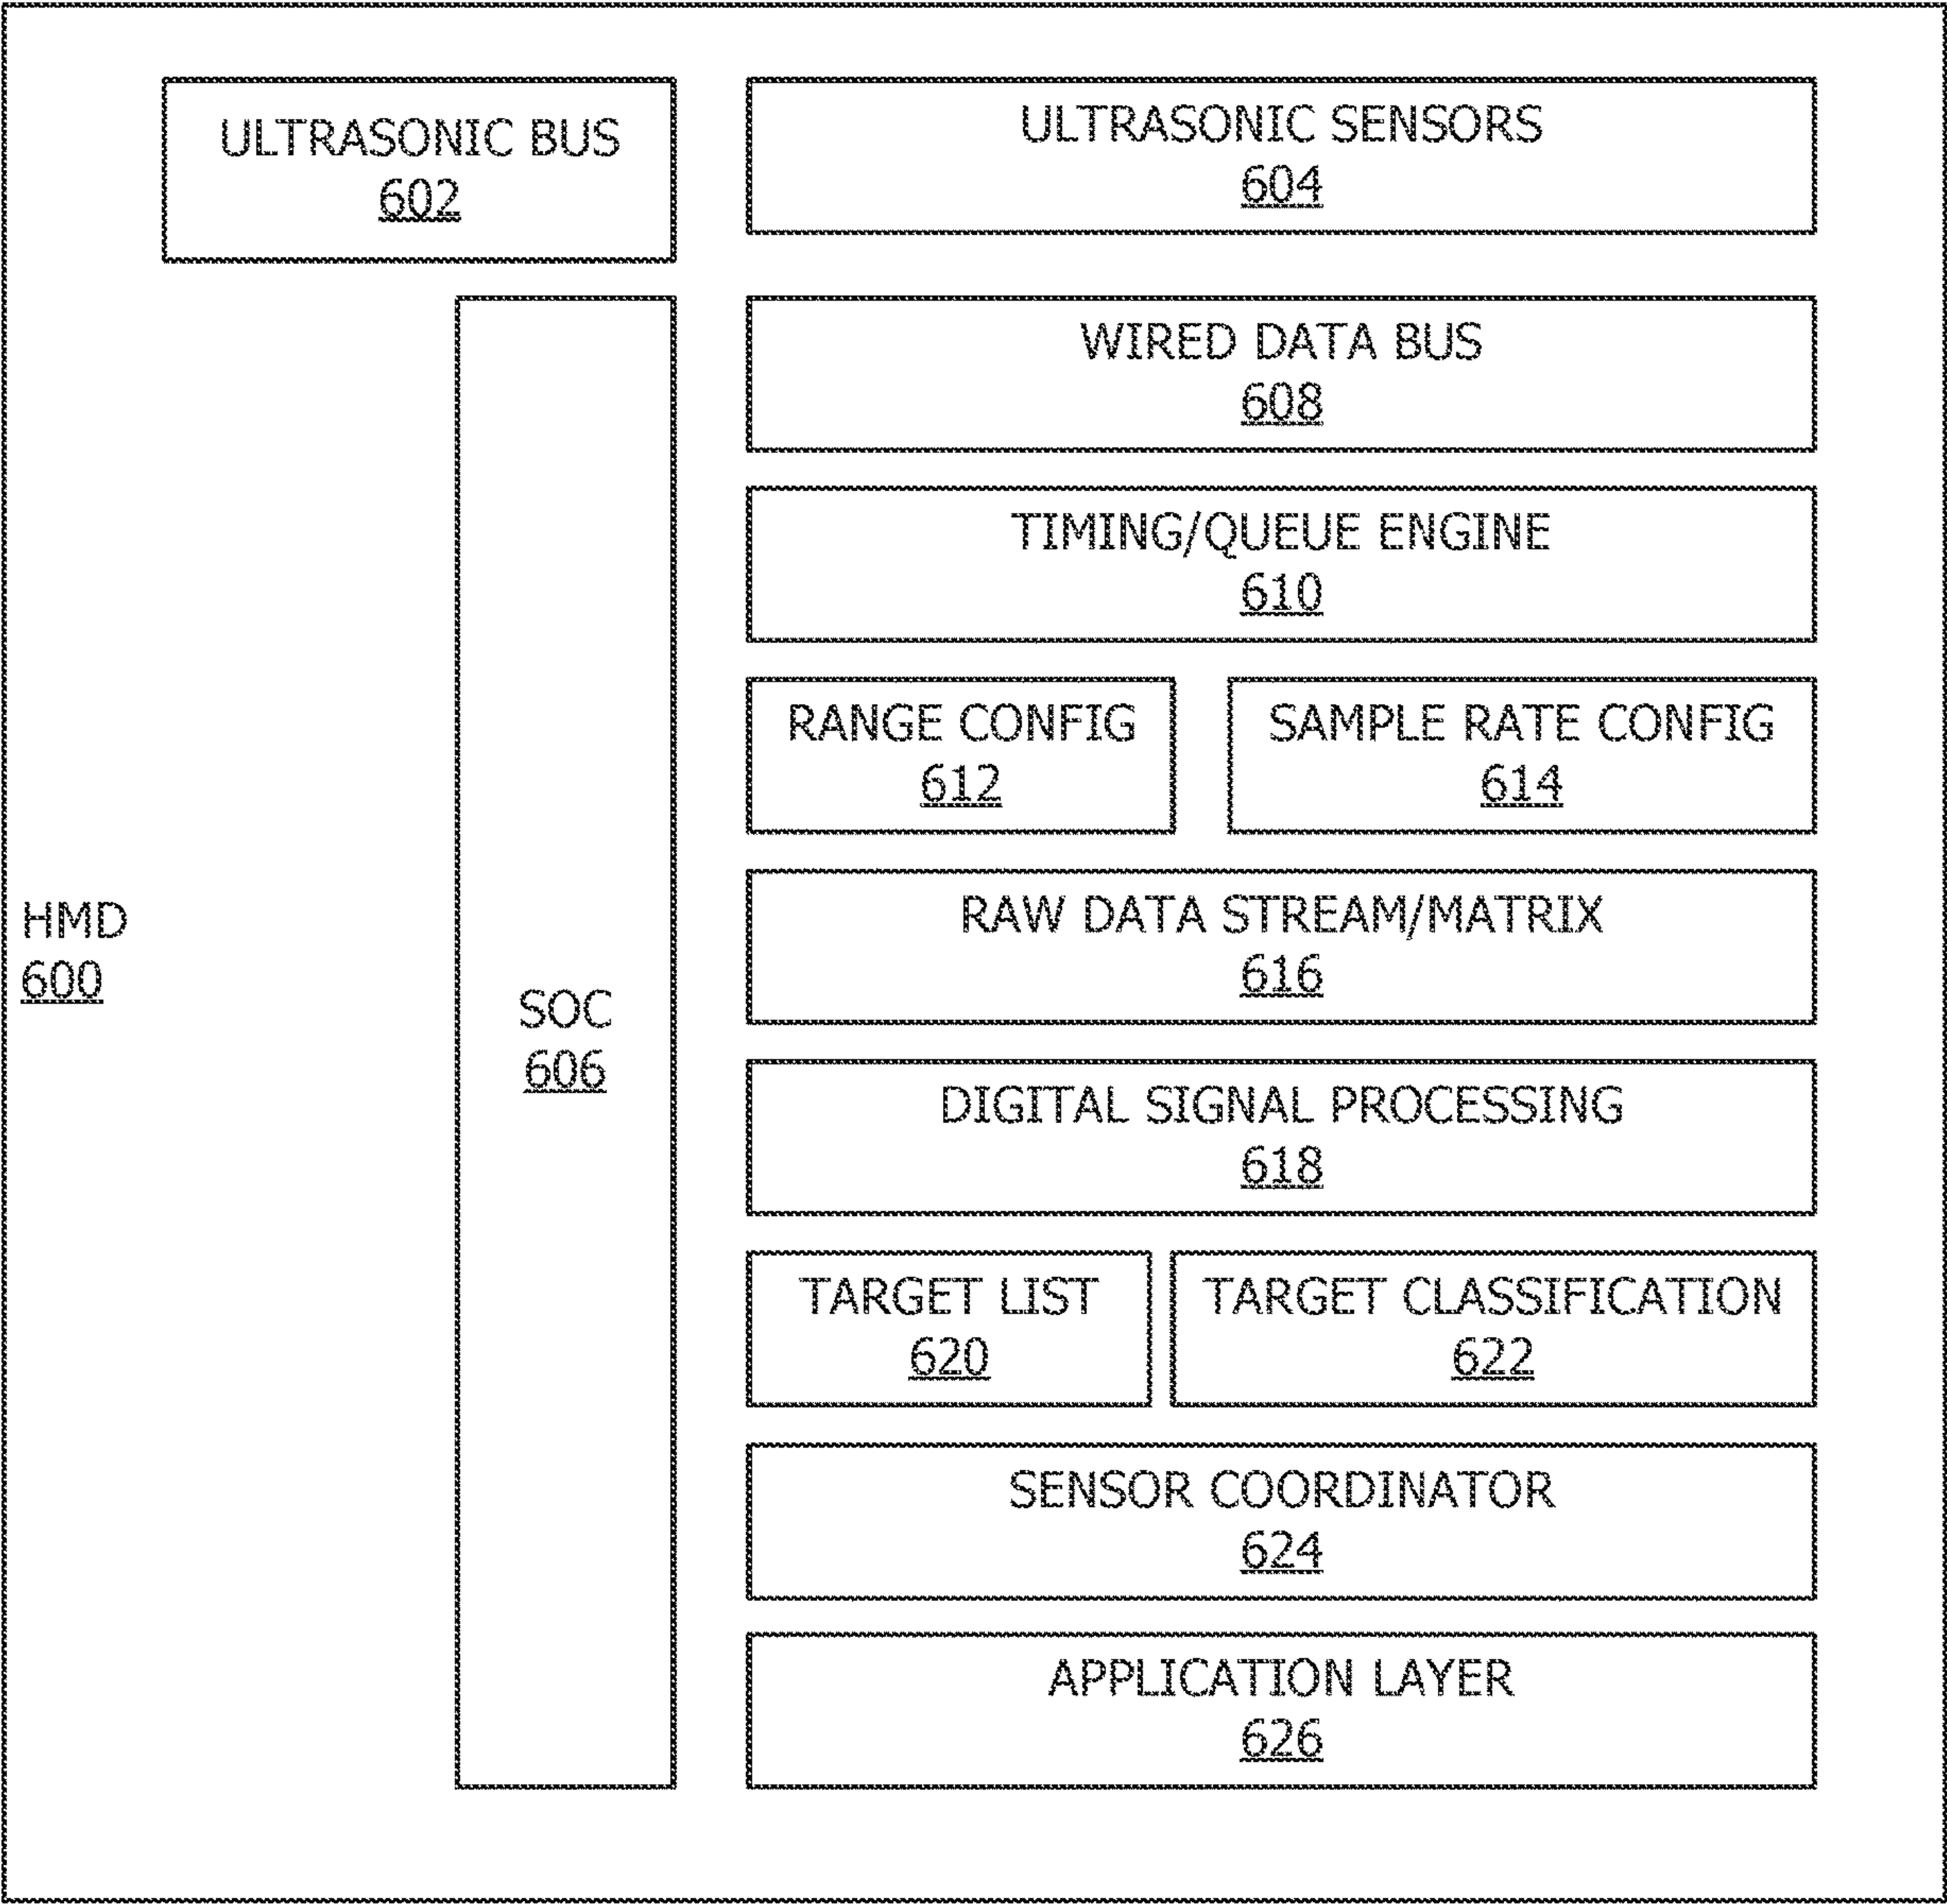 ULTRASONIC BUS
602
ULTRASONIC SENSORS
604
HMD
600
SOC
606
WIRED DATA BUS
608
TIMING/QUEUE ENGINE
610
RANGE CONFIG
612
SAMPLE RATE CONFIG
614
RAW DATA STREAM/MATRIX
616
DIGITAL SIGNAL PROCESSING
618
TARGET LIST
620
TARGET CLASSIFICATION
622
SENSOR COORDINATOR
624
APPLICATION LAYER
626